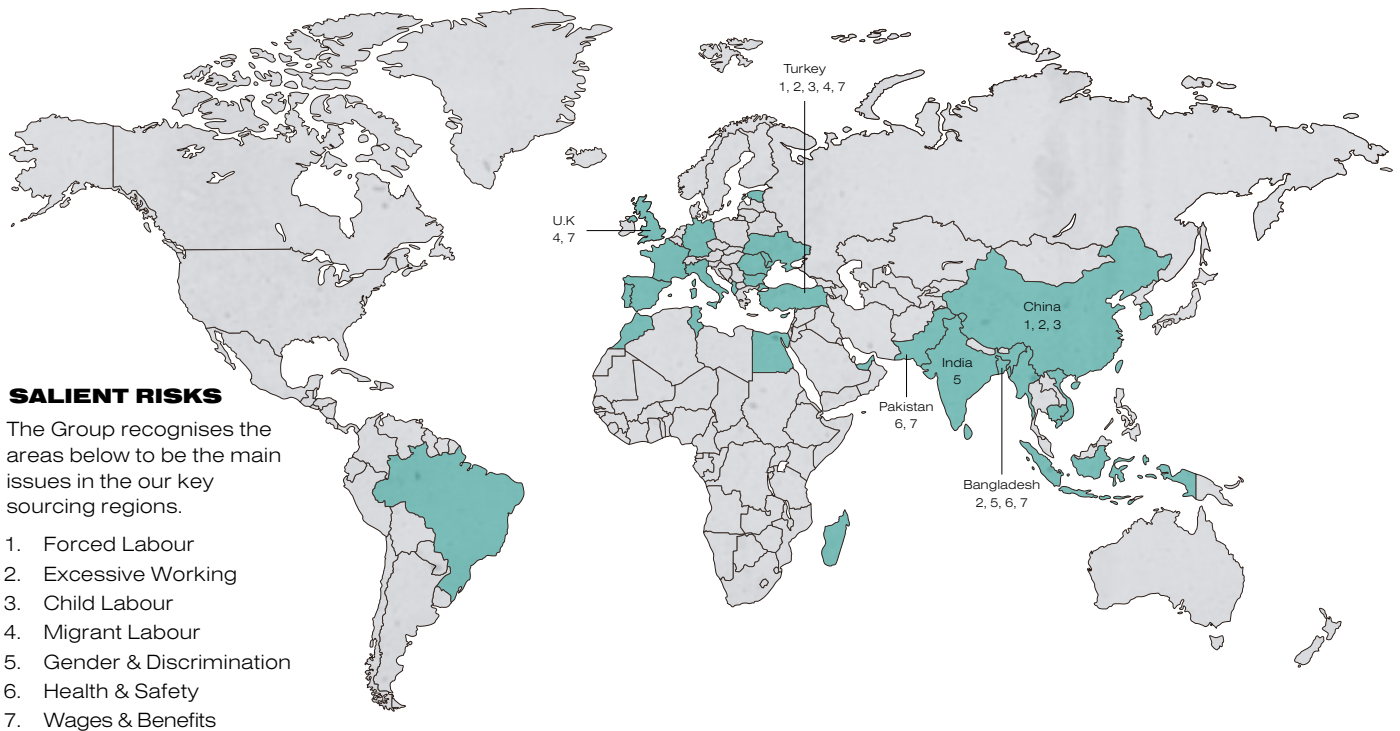 Turkey
1, 2, 3, 4, 7
U.K
4, 7
China
1, 2, 3
India
5
Pakistan
6, 7
Bangladesh
2, 5, 6, 7
SALIENT RISKS
The Group recognises the
areas below to be the main
issues in the our key
sourcing regions.
1. Forced Labour
2. Excessive Working
3. Child Labour
4. Migrant Labour
5. Gender & Discrimination
6. Health & Safety
7. Wages & Benefits